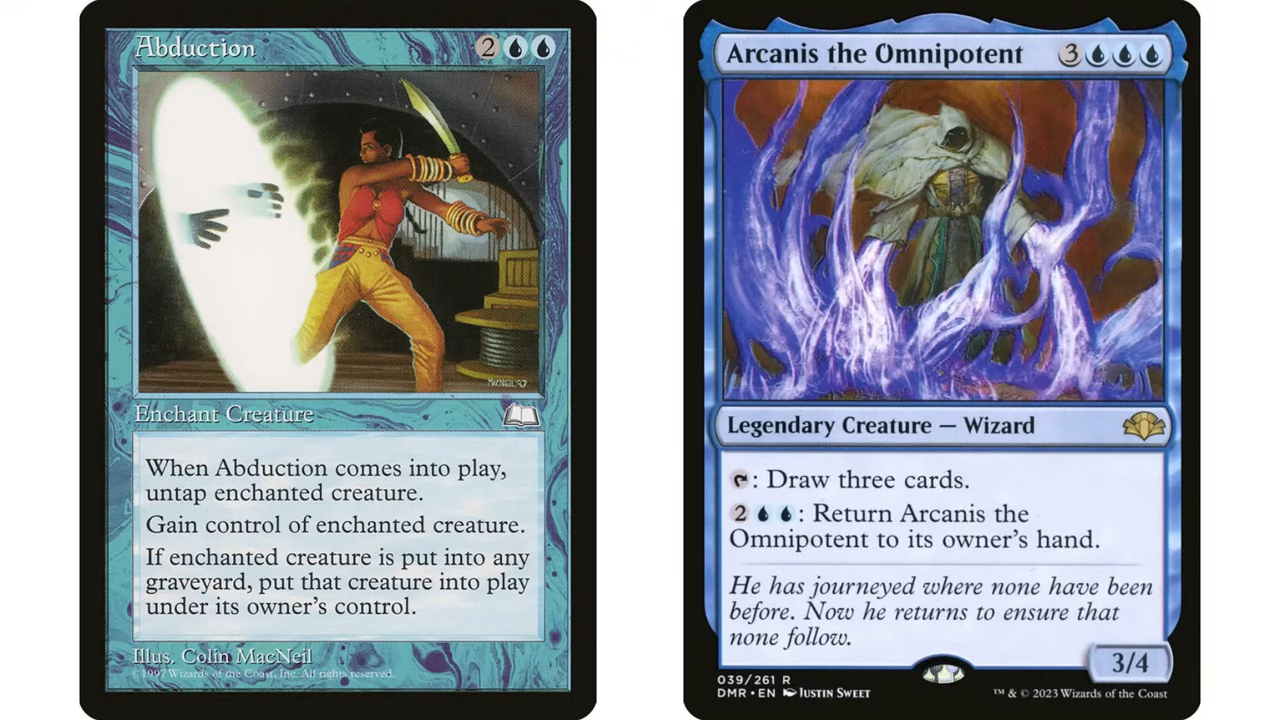 Abduction 2
MACNEIL'97
Enchant Creature
When Abduction comes into play,
untap enchanted creature.
Gain control of enchanted creature.
If enchanted creature is put into any
graveyard, put that creature into play
under its owner's control.
Illus. Colin MacNeil
© 1997 Wizards of the Coast, Inc. All rights reserved.
Arcanis the Omnipotent 3
Legendary Creature — Wizard
: Draw three cards.
2 : Return Arcanis the
Omnipotent to its owner's hand.
He has journeyed where none have been
before. Now he returns to ensure that
none follow.
3/4
039/261 R
DMR • EN JUSTIN SWEET
™ & © 2023 Wizards of the Coast